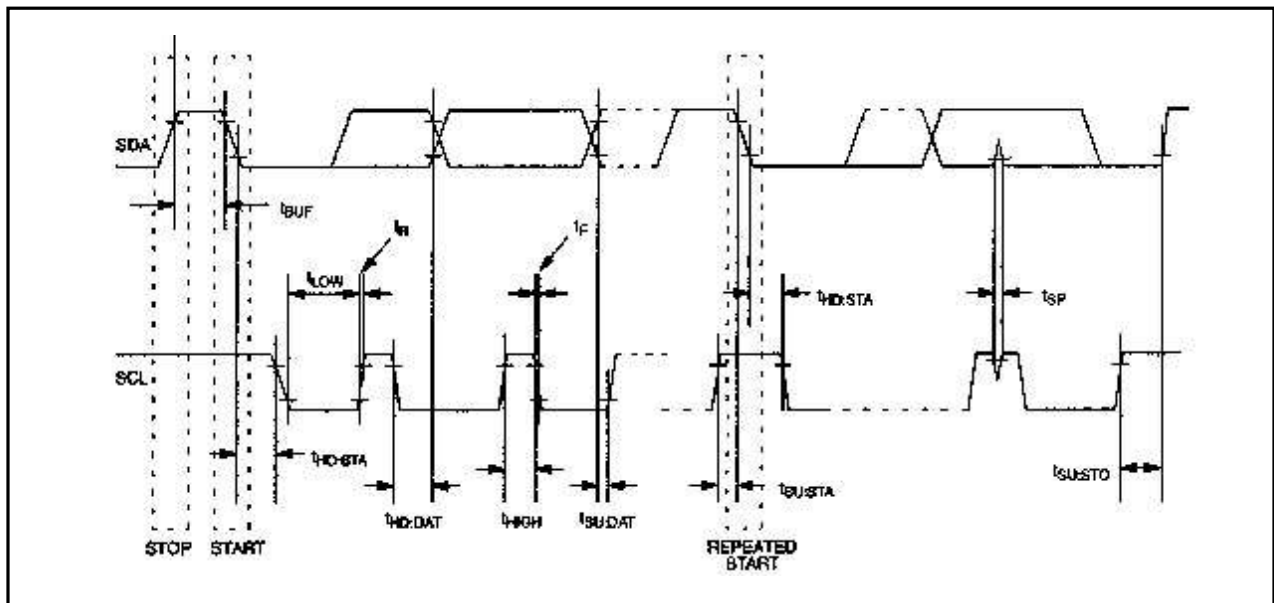 SDA
tBUF
tR
tF
tLOW
tHD:STA
tSP
SCL
tHD:STA
tSU:STA
tSU:STO
tHD:DAT
tHIGH
tSU:DAT
STOP
START
REPEATED
START